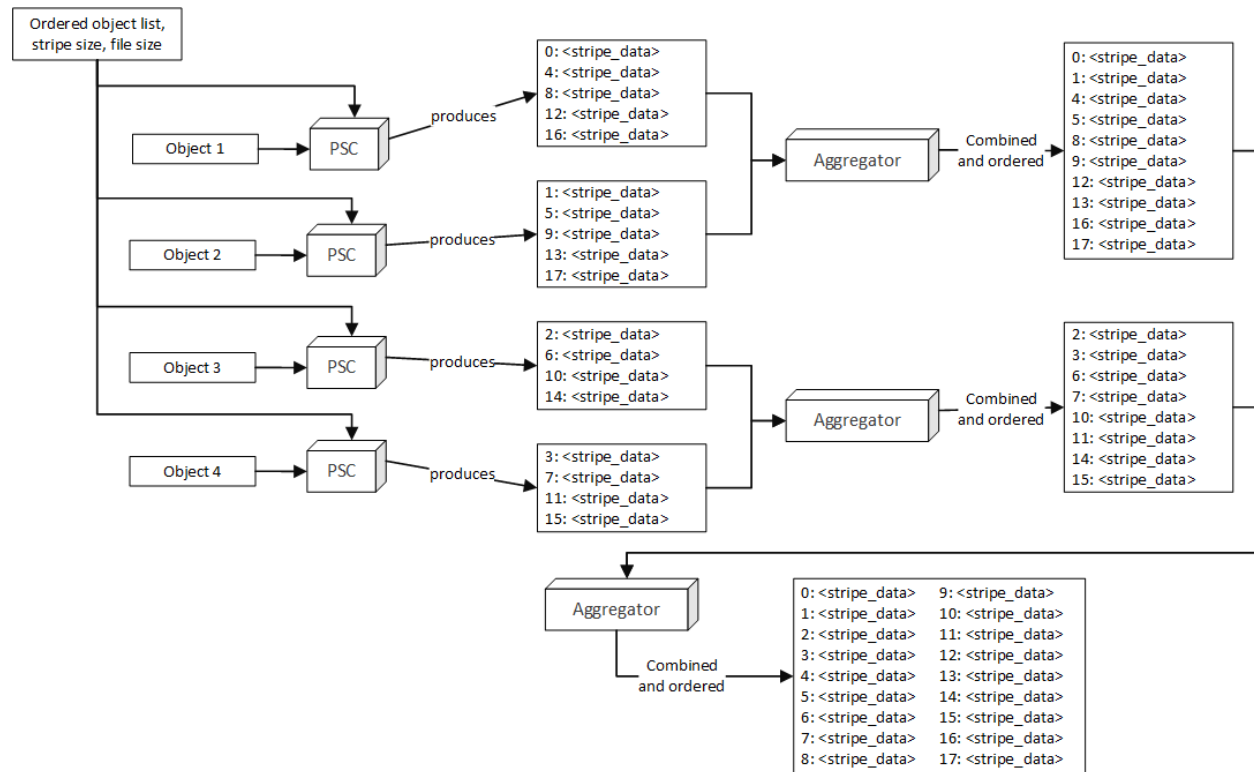 Ordered object list,
stripe size, file size
Object 1
PSC
produces
0: <stripe_data>
4: <stripe_data>
8: <stripe_data>
12: <stripe_data>
16: <stripe_data>
Object 2
PSC
produces
1: <stripe_data>
5: <stripe_data>
9: <stripe_data>
13: <stripe_data>
17: <stripe_data>
Aggregator
Combined
and ordered
0: <stripe_data>
1: <stripe_data>
4: <stripe_data>
5: <stripe_data>
8: <stripe_data>
9: <stripe_data>
12: <stripe_data>
13: <stripe_data>
16: <stripe_data>
17: <stripe_data>
Object 3
PSC
produces
2: <stripe_data>
6: <stripe_data>
10: <stripe_data>
14: <stripe_data>
Object 4
PSC
produces
3: <stripe_data>
7: <stripe_data>
11: <stripe_data>
15: <stripe_data>
Aggregator
Combined
and ordered
2: <stripe_data>
3: <stripe_data>
6: <stripe_data>
7: <stripe_data>
10: <stripe_data>
11: <stripe_data>
14: <stripe_data>
15: <stripe_data>
Aggregator
Combined
and ordered
0: <stripe_data>
1: <stripe_data>
2: <stripe_data>
3: <stripe_data>
4: <stripe_data>
5: <stripe_data>
6: <stripe_data>
7: <stripe_data>
8: <stripe_data>
9: <stripe_data>
10: <stripe_data>
11: <stripe_data>
12: <stripe_data>
13: <stripe_data>
14: <stripe_data>
15: <stripe_data>
16: <stripe_data>
17: <stripe_data>